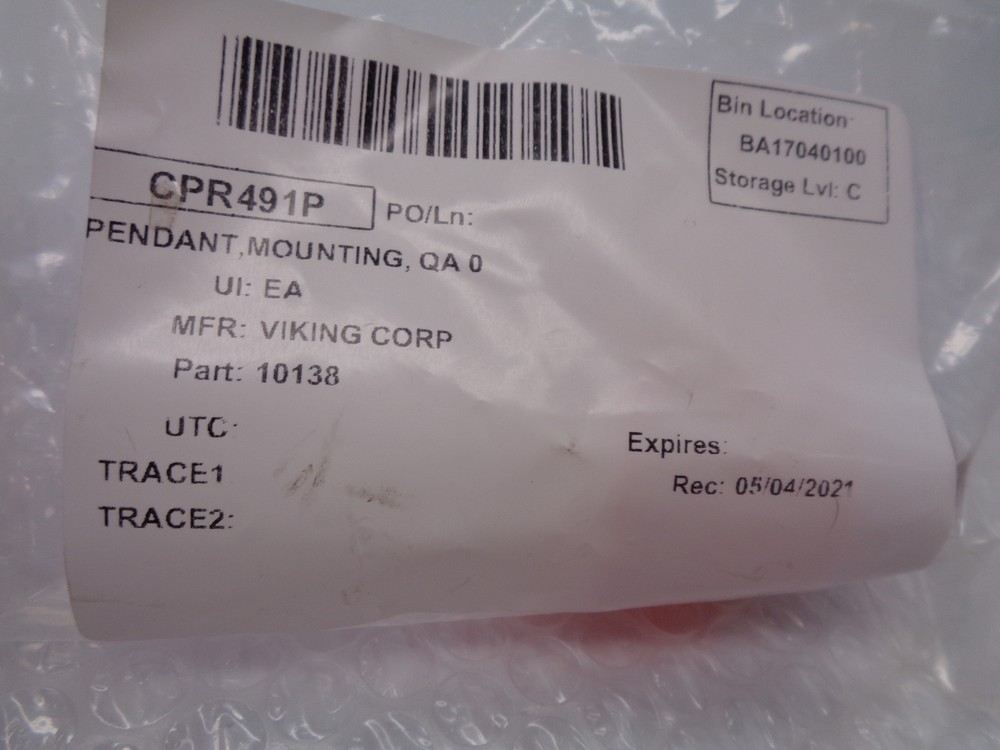 Bin Location
BA17040100
Storage Lvl: C
CPR491P PO/Ln:
PENDANT,MOUNTING, QA 0
UI: EA
MFR: VIKING CORP
Part: 10138
UTC:
TRACE1
TRACE2:
Expires:
Rec: 05/04/2021